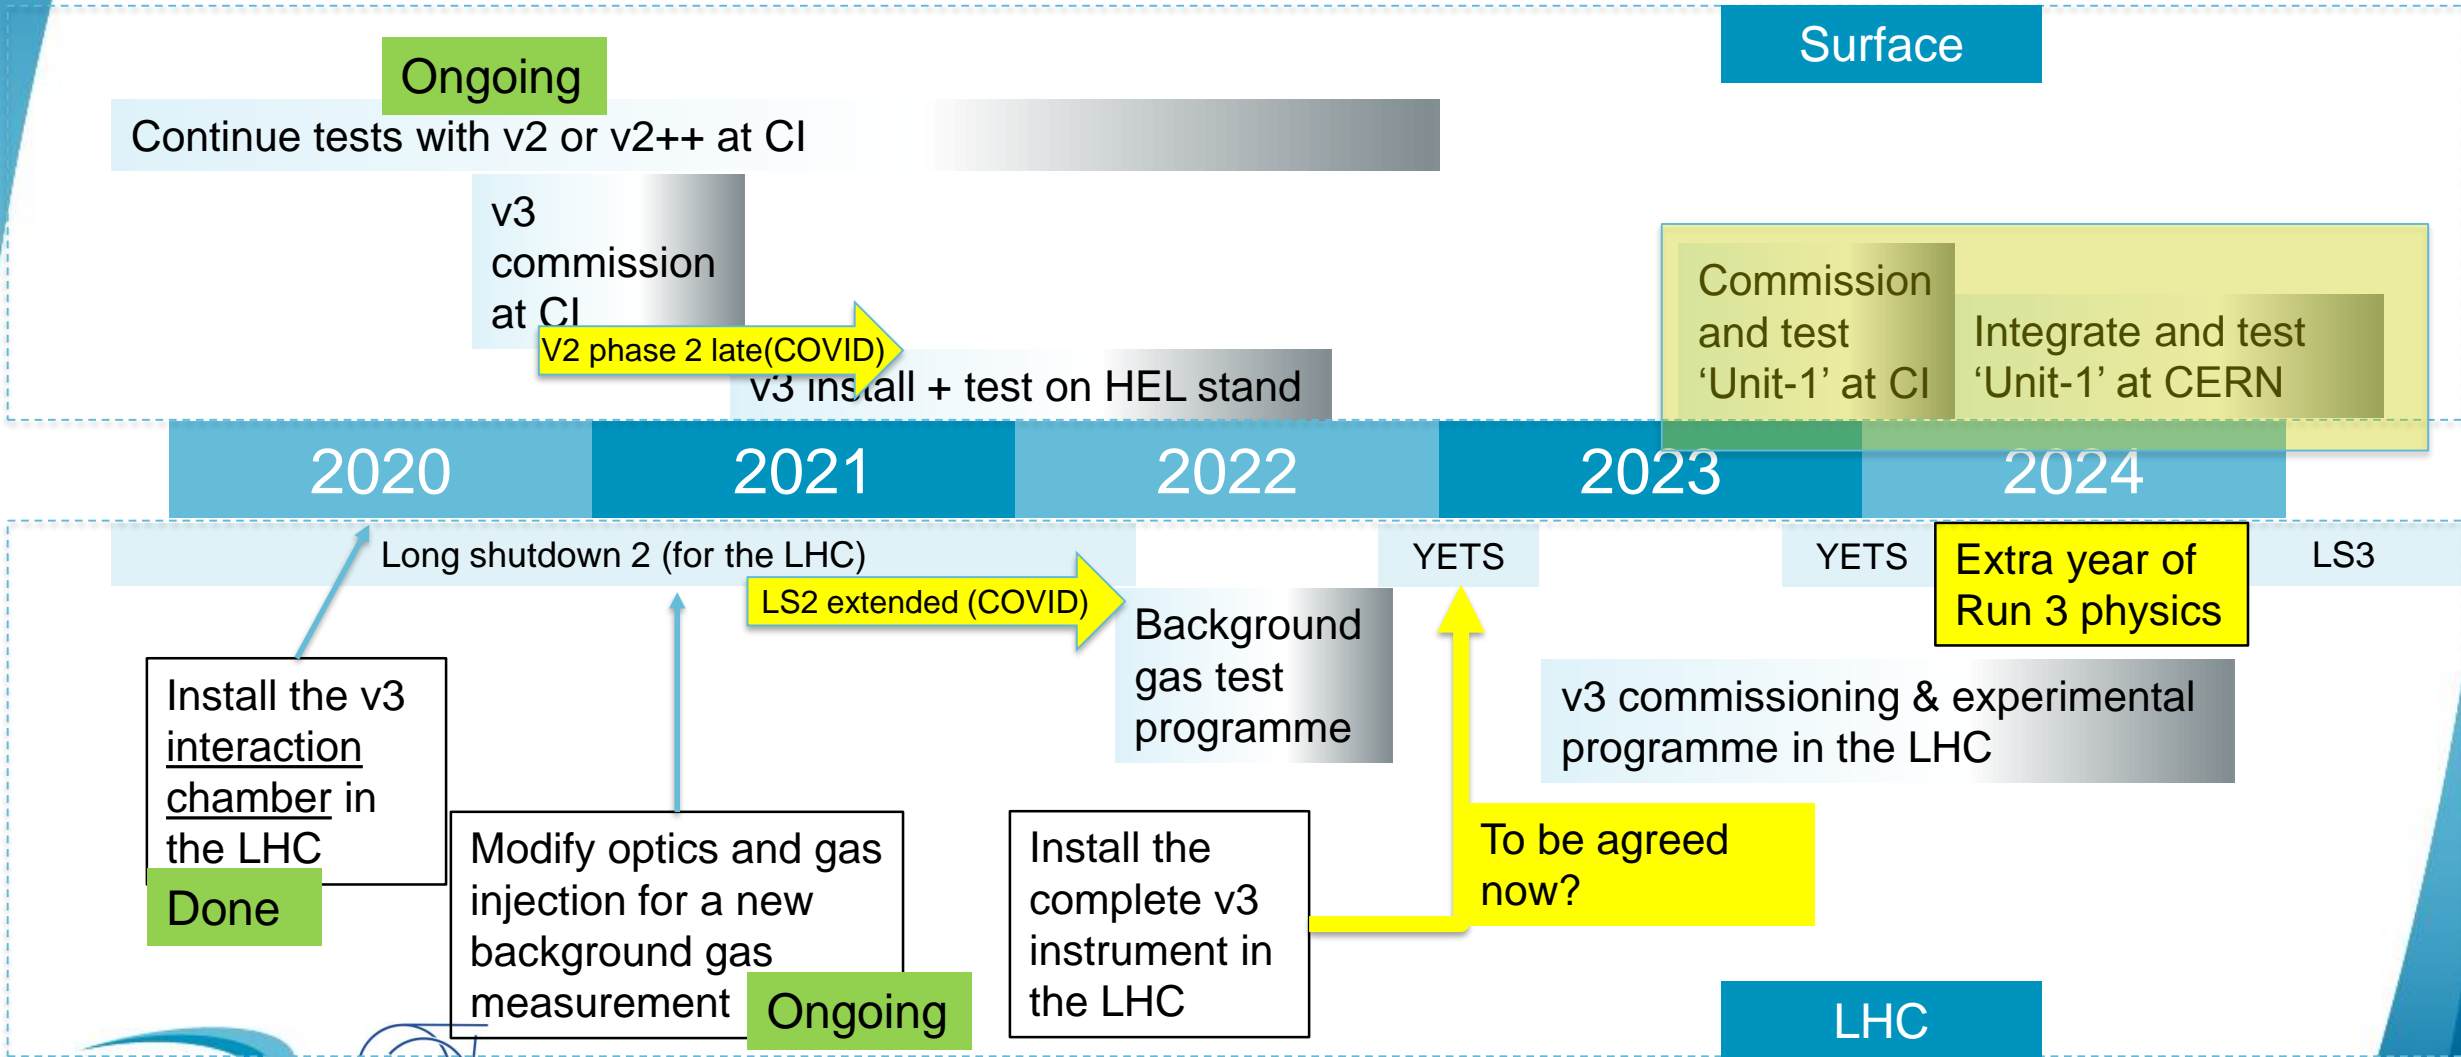 Surface
Ongoing
Continue tests with v2 or v2++ at CI
v3
commission
at CI
V2 phase 2 late(COVID)
v3 install + test on HEL stand
Commission
and test
‘Unit-1’ at CI
Integrate and test
‘Unit-1’ at CERN
2020
2021
2022
2023
2024
Long shutdown 2 (for the LHC)
LS2 extended (COVID)
YETS
YETS
Extra year of
Run 3 physics
LS3
Background
gas test
programme
v3 commissioning & experimental
programme in the LHC
Install the v3
interaction
chamber in
the LHC
Done
Modify optics and gas
injection for a new
background gas
measurement
Ongoing
Install the
complete v3
instrument in
the LHC
To be agreed
now?
LHC